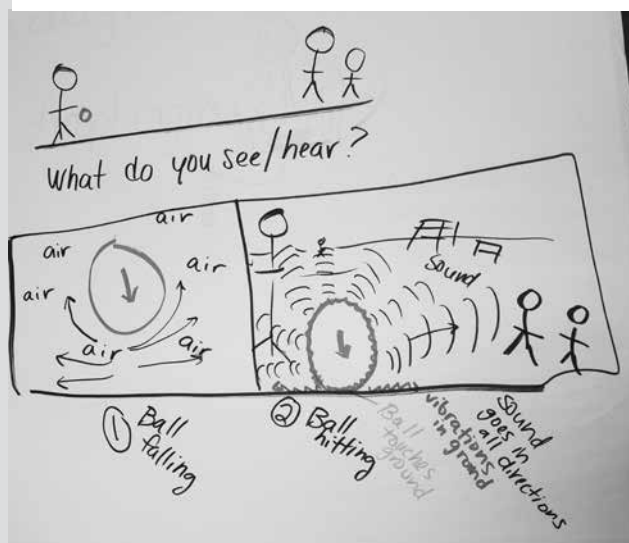 What do you see/hear?
air
air
air
air
air
air
sound
① Ball
falling
② Ball
hitting
Ball
touches
ground
vibrations
in ground
sound
goes in
all directions